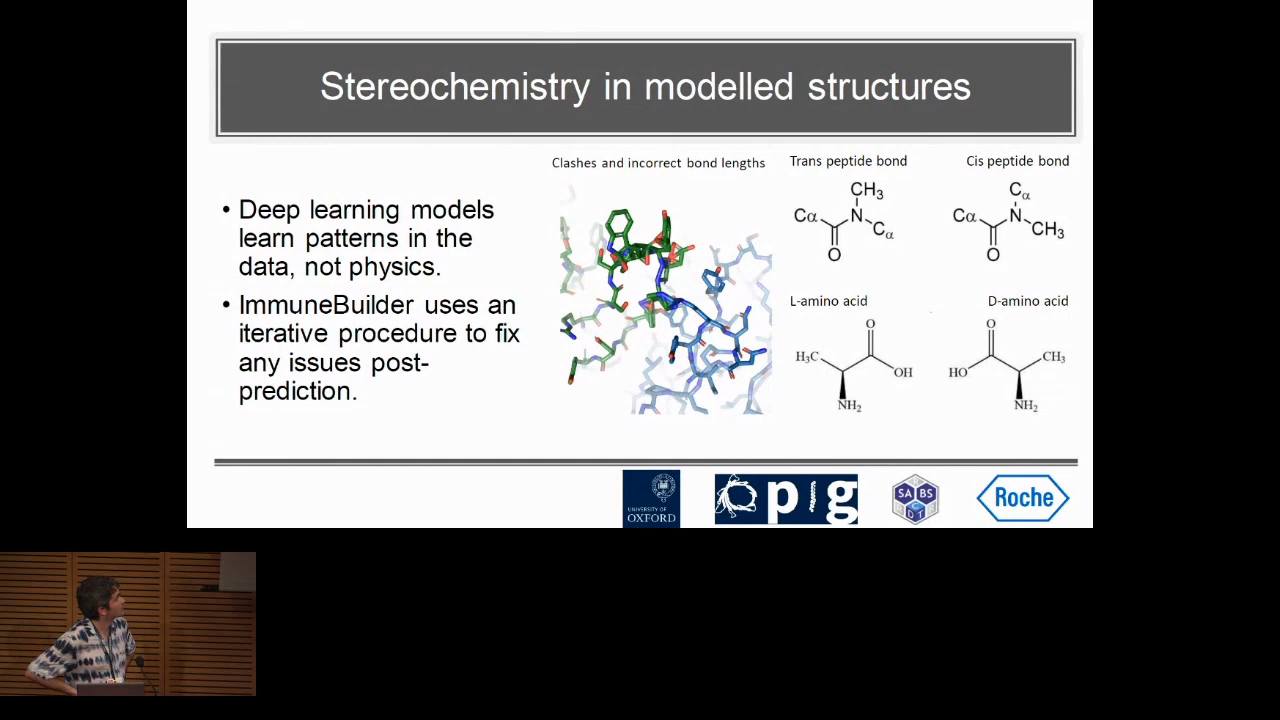 Stereochemistry in modelled structures
• Deep learning models
learn patterns in the
data, not physics.
• ImmuneBuilder uses an
iterative procedure to fix
any issues post-
prediction.
Clashes and incorrect bond lengths
Trans peptide bond
CH₃
Cα
N
Cα
O
Cis peptide bond
Cα
Cα
N
CH₃
O
L-amino acid
O
H₃C
OH
NH₂
D-amino acid
O
HO
CH₃
NH₂
UNIVERSITY OF
OXFORD
opig
SABS
CDT
Roche